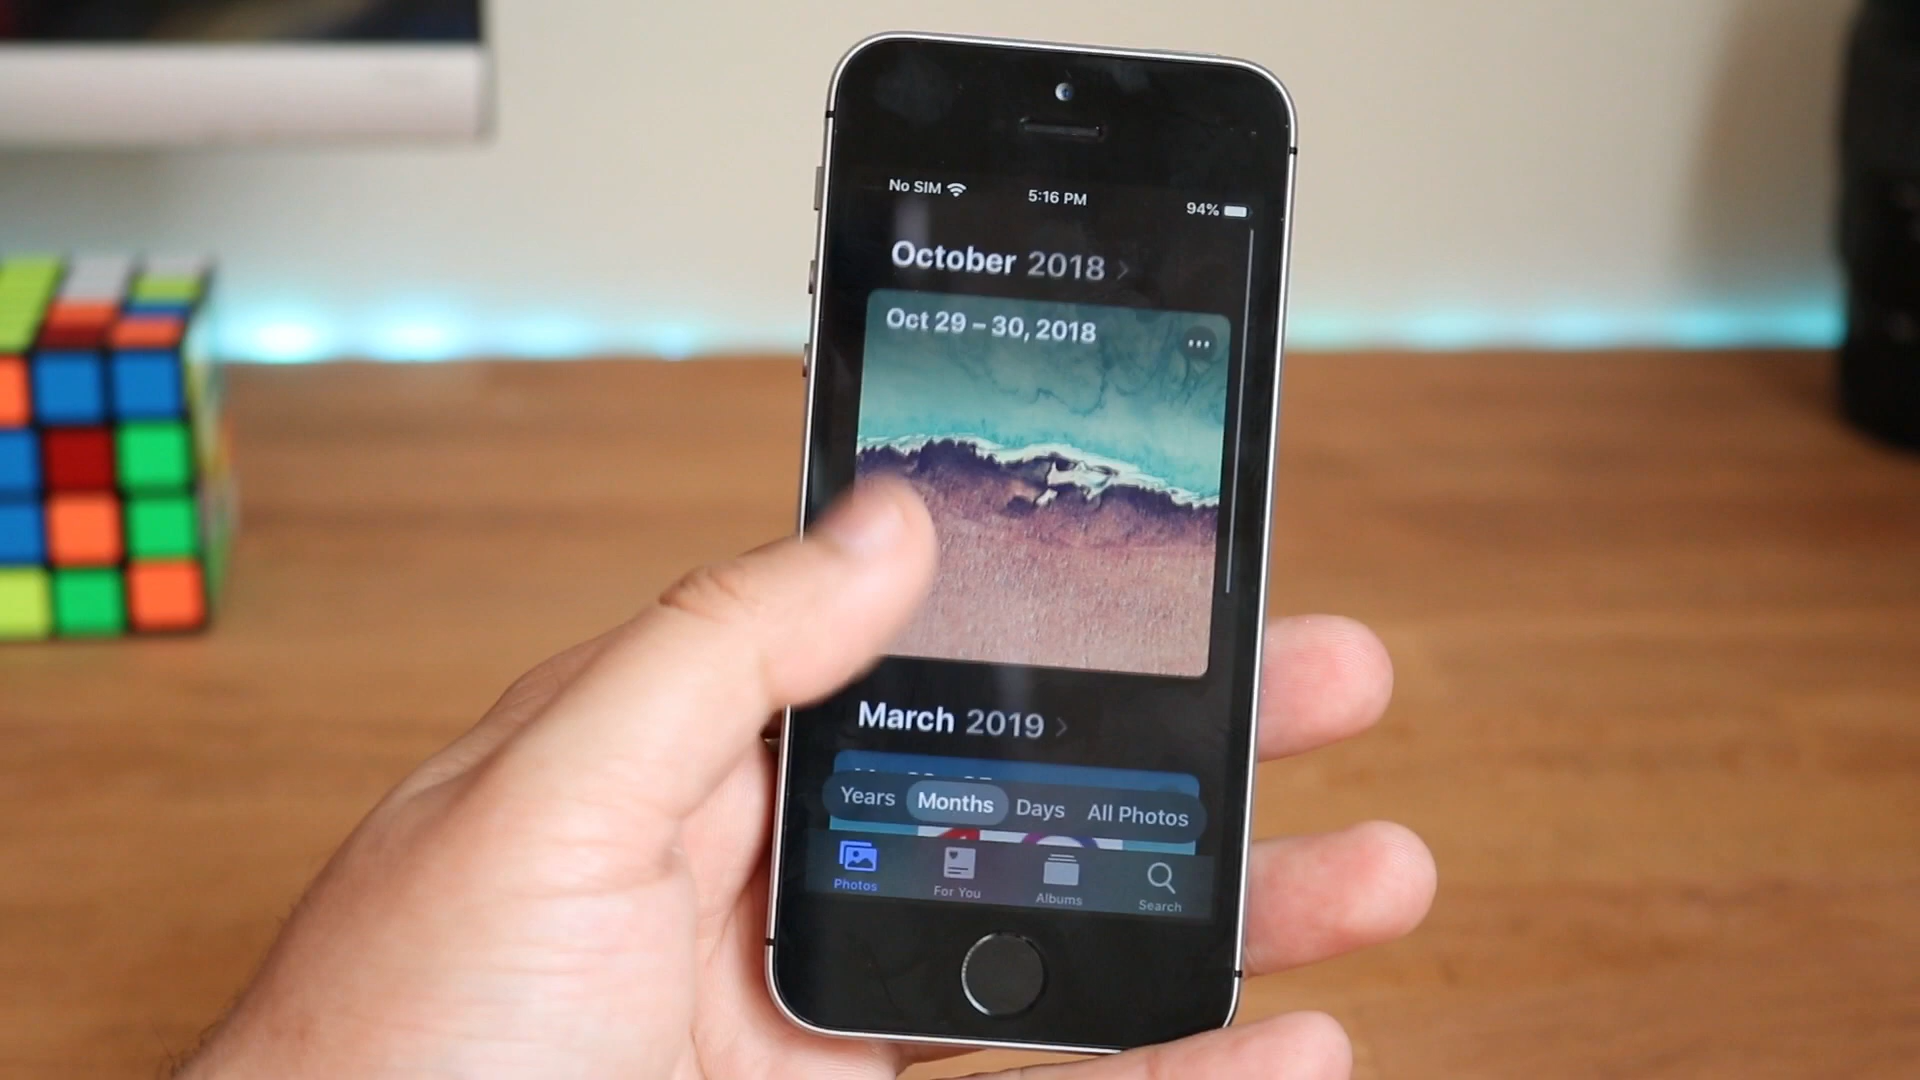 No SIM
5:16 PM
94%
October 2018
Oct 29 – 30, 2018
March 2019
Years
Months
Days
All Photos
Photos
For You
Albums
Search